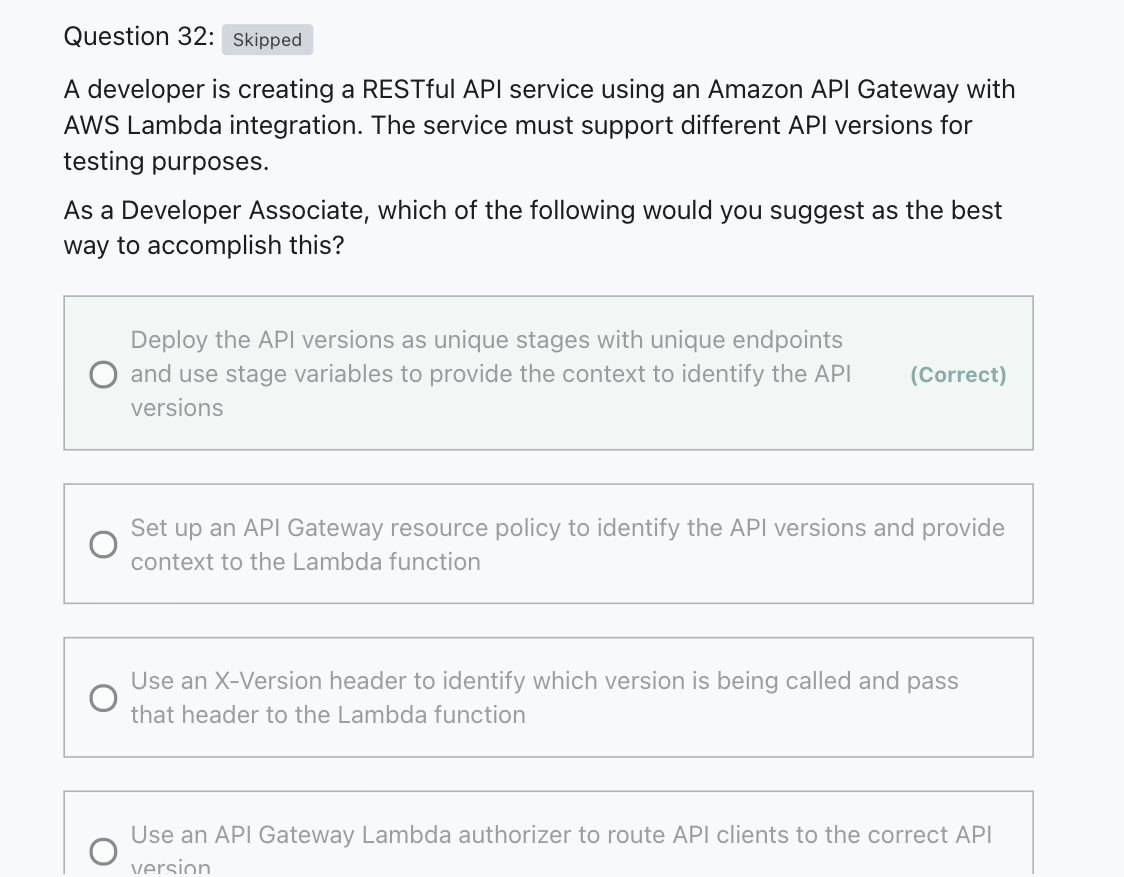 Question 32: Skipped
A developer is creating a RESTful API service using an Amazon API Gateway with
AWS Lambda integration. The service must support different API versions for
testing purposes.
As a Developer Associate, which of the following would you suggest as the best
way to accomplish this?
Deploy the API versions as unique stages with unique endpoints
and use stage variables to provide the context to identify the API
versions
(Correct)
Set up an API Gateway resource policy to identify the API versions and provide
context to the Lambda function
Use an X-Version header to identify which version is being called and pass
that header to the Lambda function
Use an API Gateway Lambda authorizer to route API clients to the correct API
version